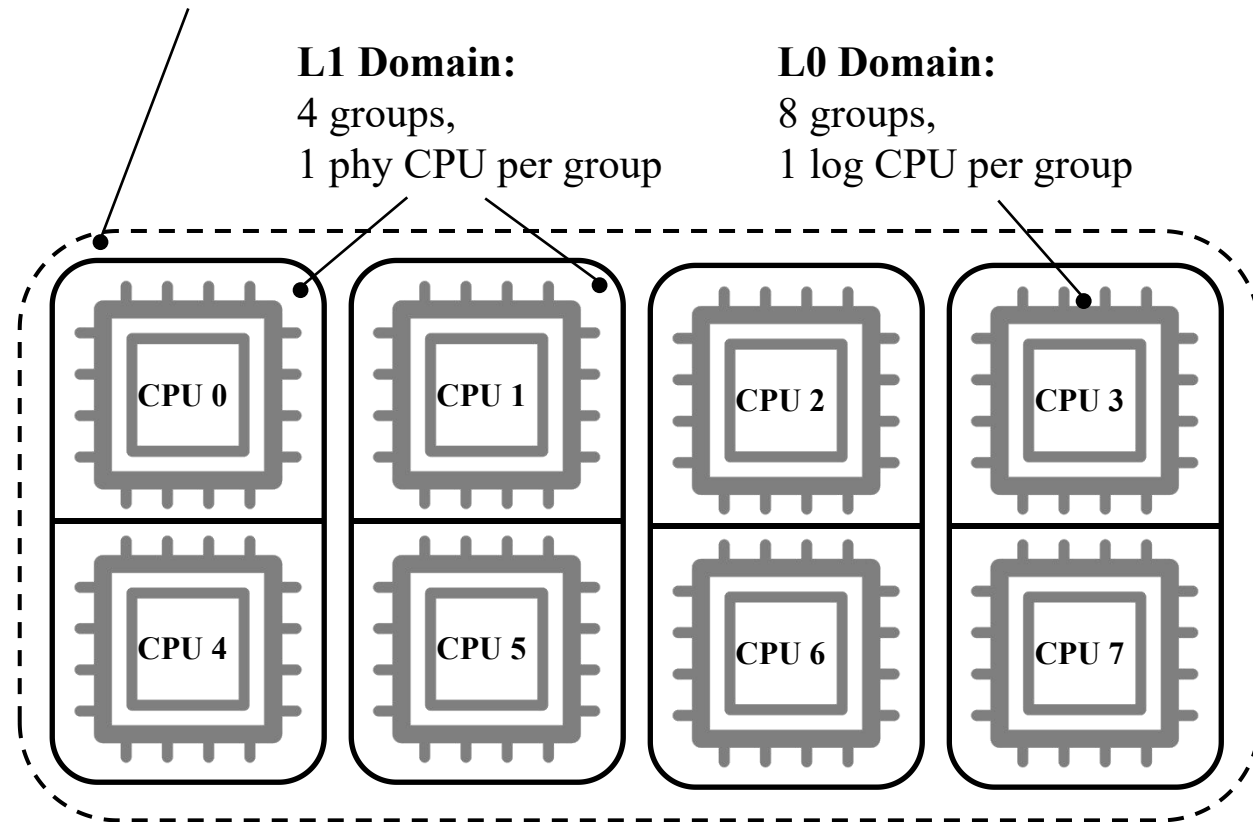 L1 Domain:
4 groups,
1 phy CPU per group
L0 Domain:
8 groups,
1 log CPU per group
CPU 0
CPU 1
CPU 2
CPU 3
CPU 4
CPU 5
CPU 6
CPU 7